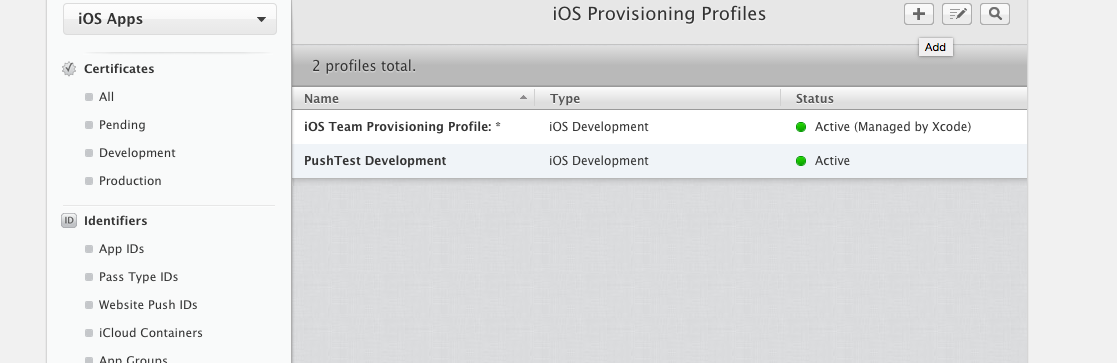 iOS Apps
Certificates
All
Pending
Development
Production
ID Identifiers
App IDs
Pass Type IDs
Website Push IDs
iCloud Containers
App Groups
iOS Provisioning Profiles
Add
2 profiles total.
Name Type Status
iOS Team Provisioning Profile: * iOS Development Active (Managed by Xcode)
PushTest Development iOS Development Active